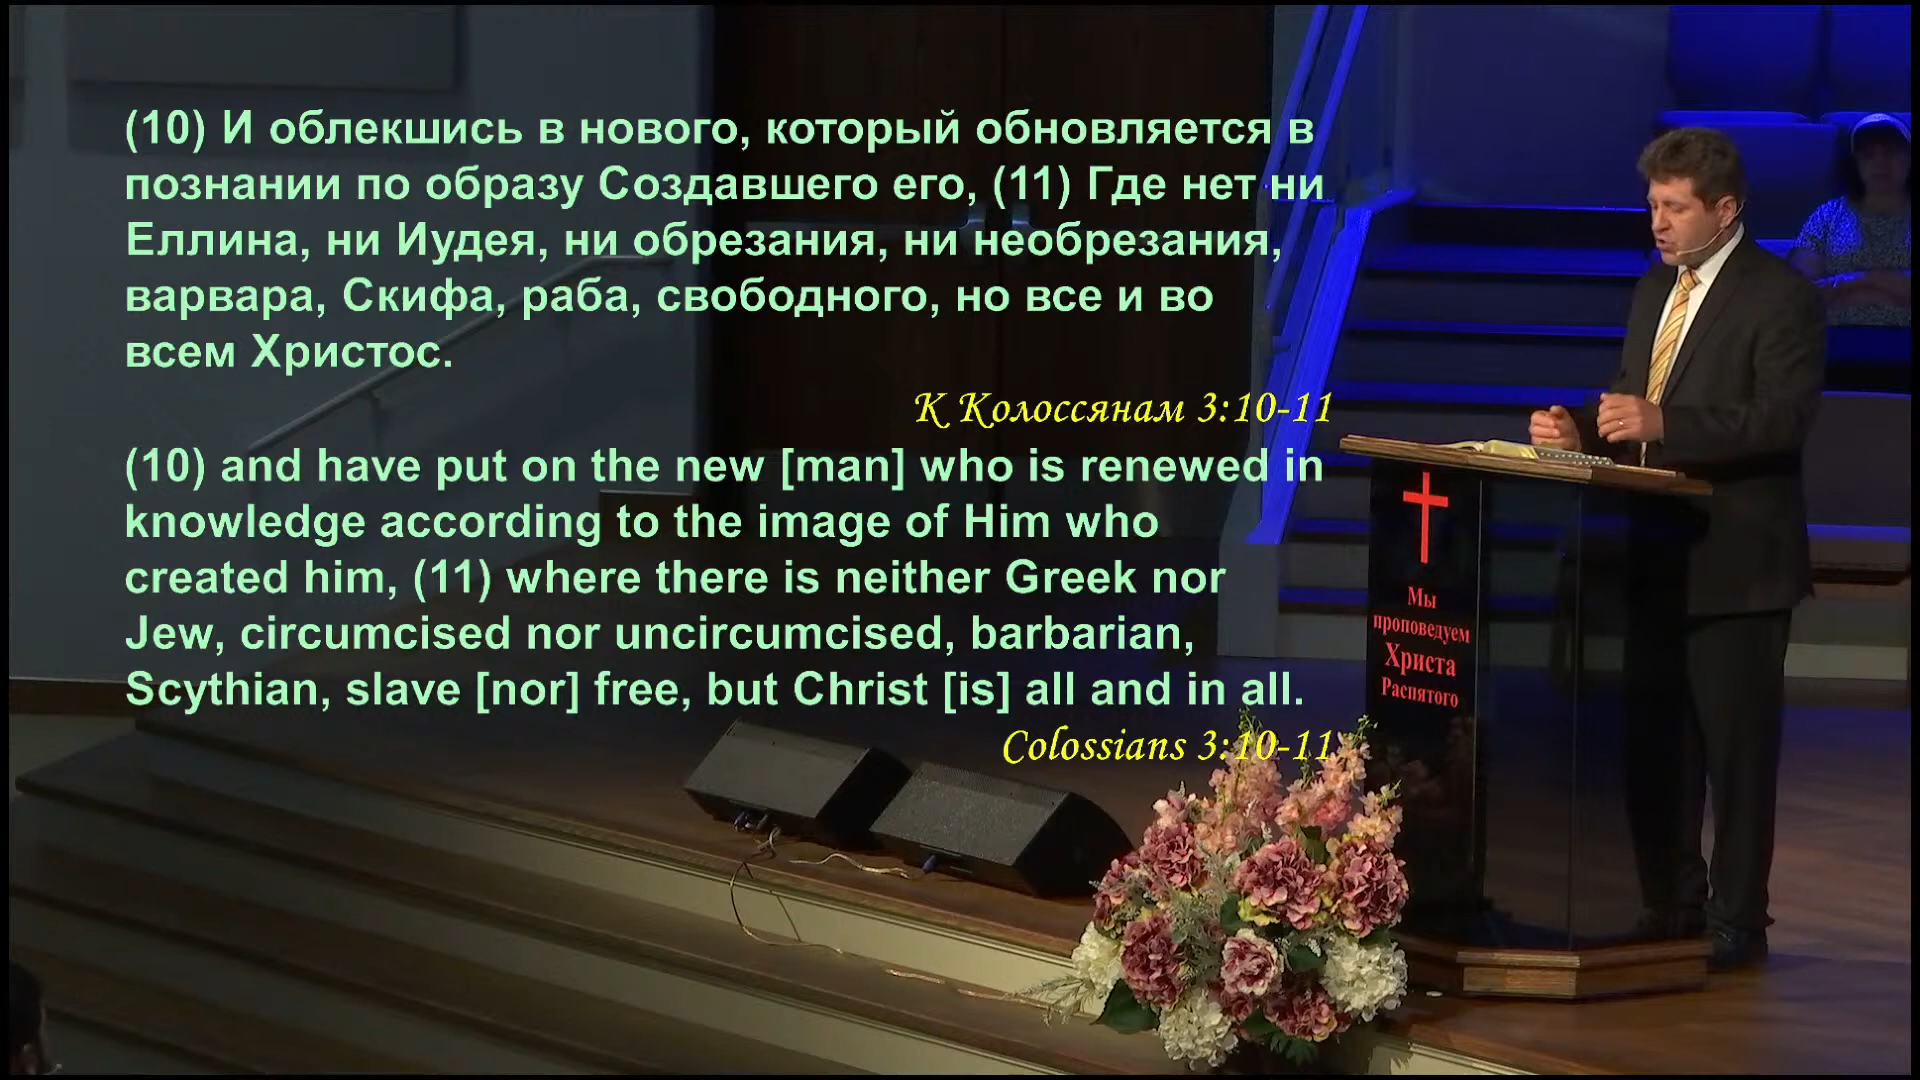 (10) И облекшись в нового, который обновляется в
познании по образу Создавшего его, (11) Где нет ни
Еллина, ни Иудея, ни обрезания, ни необрезания,
варвара, Скифа, раба, свободного, но все и во
всем Христос.
К Колоссянам 3:10-11
(10) and have put on the new [man] who is renewed in
knowledge according to the image of Him who
created him, (11) where there is neither Greek nor
Jew, circumcised nor uncircumcised, barbarian,
Scythian, slave [nor] free, but Christ [is] all and in all.
Colossians 3:10-11
Мы
проповедуем
Христа
Распятого